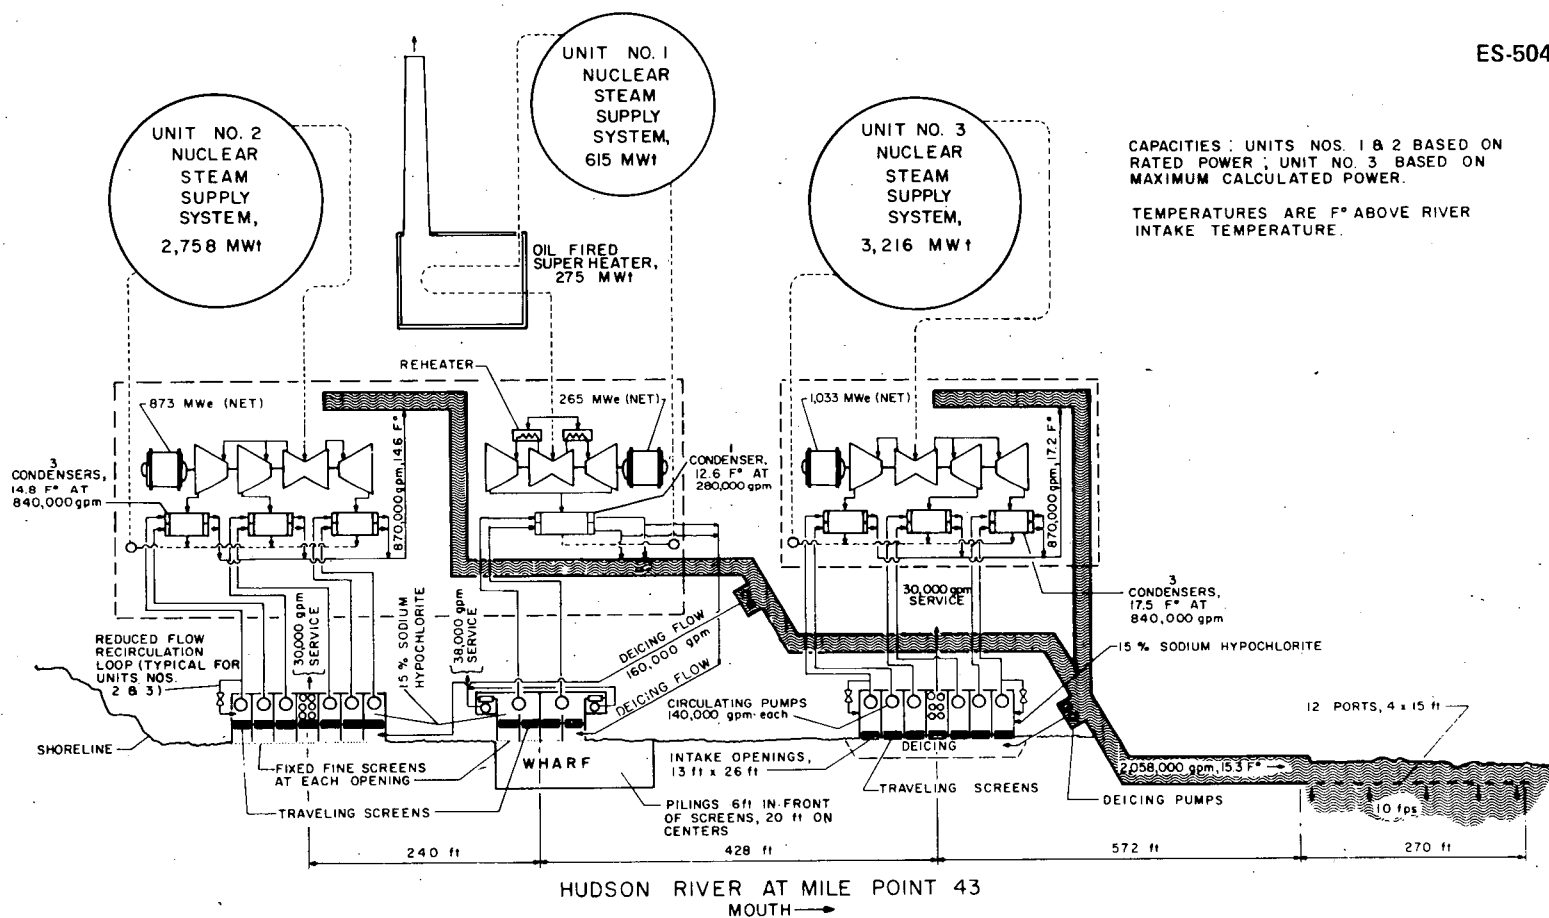 ES-504
UNIT NO. 1
NUCLEAR
STEAM
SUPPLY
SYSTEM,
615 MWt
UNIT NO. 2
NUCLEAR
STEAM
SUPPLY
SYSTEM,
2,758 MWt
UNIT NO. 3
NUCLEAR
STEAM
SUPPLY
SYSTEM,
3,216 MWt
CAPACITIES: UNITS NOS. 1 & 2 BASED ON
RATED POWER; UNIT NO. 3 BASED ON
MAXIMUM CALCULATED POWER.
TEMPERATURES ARE F° ABOVE RIVER
INTAKE TEMPERATURE.
OIL FIRED
SUPERHEATER,
275 MWt
REHEATER
873 MWe (NET)
265 MWe (NET)
1,033 MWe (NET)
3
CONDENSERS,
14.8 F° AT
840,000 gpm
870,000 gpm, 14.6 F°
1
CONDENSER,
12.6 F° AT
280,000 gpm
870,000 gpm, 17.2 F°
3
CONDENSERS,
17.5 F° AT
840,000 gpm
REDUCED FLOW
RECIRCULATION
LOOP (TYPICAL FOR
UNITS NOS.
2 & 3)
30,000 gpm
SERVICE
15 % SODIUM
HYPOCHLORITE
38,000 gpm
SERVICE
DEICING FLOW
160,000 gpm
DEICING FLOW
30,000 gpm
SERVICE
15 % SODIUM HYPOCHLORITE
CIRCULATING PUMPS
140,000 gpm each
12 PORTS, 4 x 15 ft
SHORELINE
FIXED FINE SCREENS
AT EACH OPENING
WHARF
INTAKE OPENINGS,
13 ft x 26 ft
DEICING
2,058,000 gpm, 15.3 F°
TRAVELING SCREENS
TRAVELING SCREENS
DEICING PUMPS
10 fps
PILINGS 6ft IN FRONT
OF SCREENS, 20 ft ON
CENTERS
240 ft
428 ft
572 ft
270 ft
HUDSON RIVER AT MILE POINT 43
MOUTH